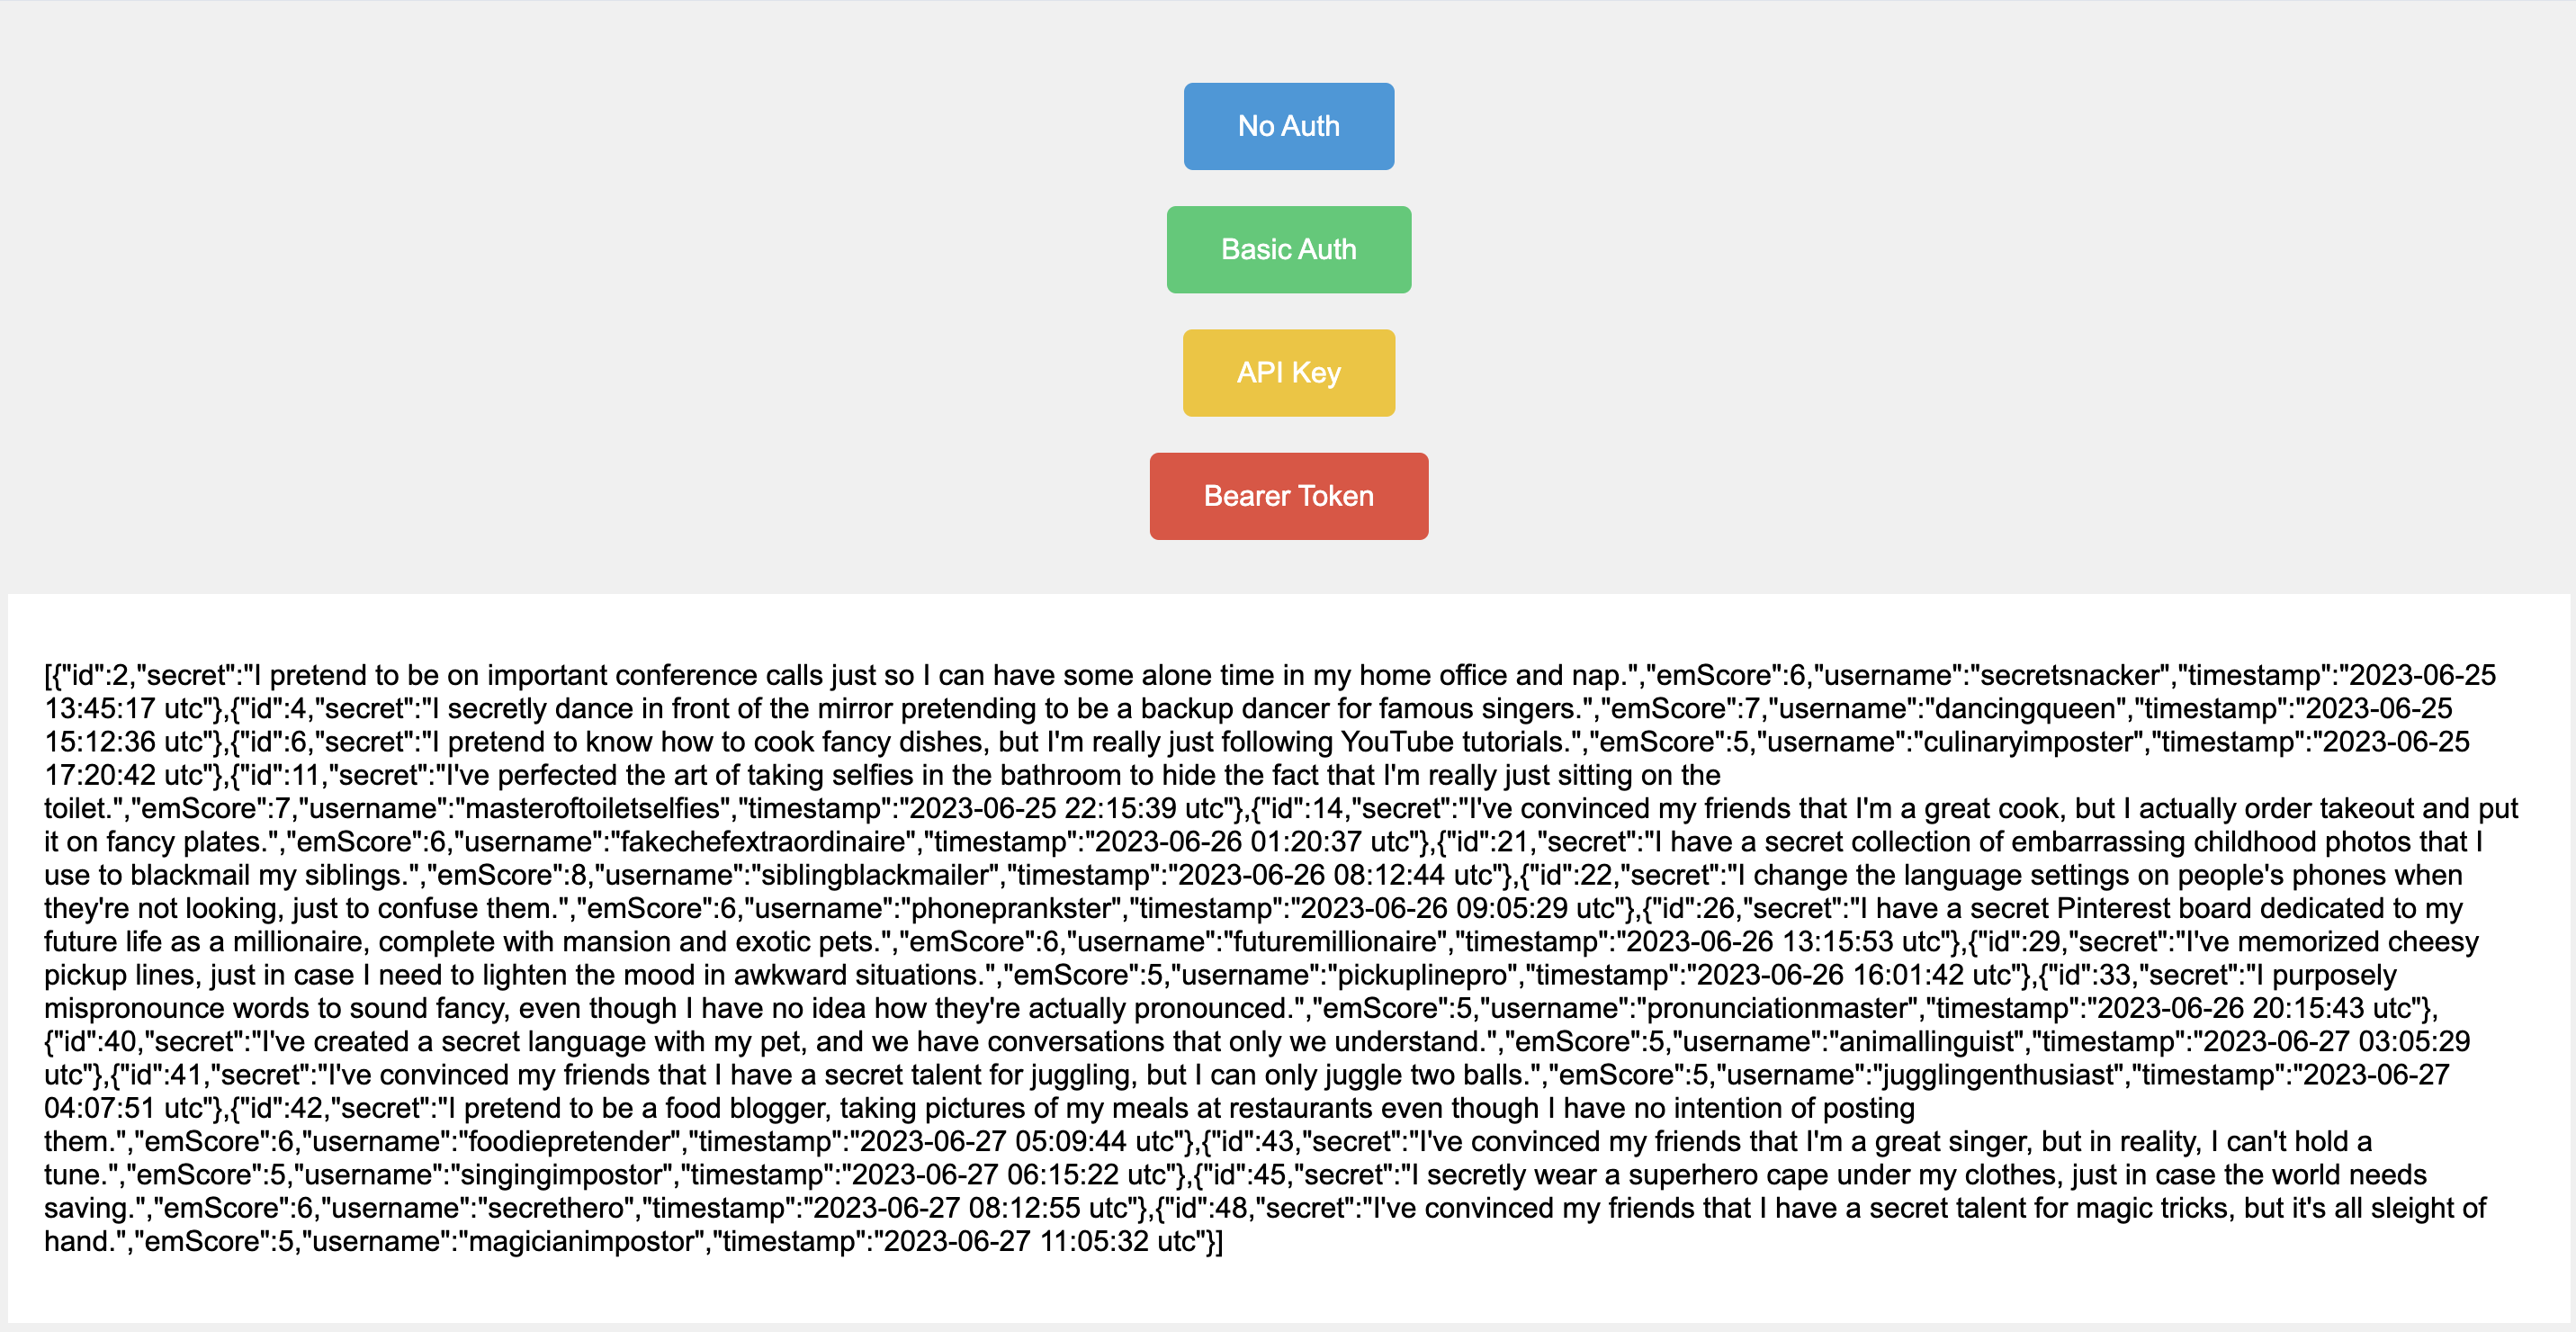 No Auth
Basic Auth
API Key
Bearer Token
[{"id":2,"secret":"I pretend to be on important conference calls just so I can have some alone time in my home office and nap.","emScore":6,"username":"secretsnacker","timestamp":"2023-06-25
13:45:17 utc"},{"id":4,"secret":"I secretly dance in front of the mirror pretending to be a backup dancer for famous singers.","emScore":7,"username":"dancingqueen","timestamp":"2023-06-25
15:12:36 utc"},{"id":6,"secret":"I pretend to know how to cook fancy dishes, but I'm really just following YouTube tutorials.","emScore":5,"username":"culinaryimposter","timestamp":"2023-06-25
17:20:42 utc"},{"id":11,"secret":"I've perfected the art of taking selfies in the bathroom to hide the fact that I'm really just sitting on the
toilet.","emScore":7,"username":"masteroftoiletselfies","timestamp":"2023-06-25 22:15:39 utc"},{"id":14,"secret":"I've convinced my friends that I'm a great cook, but I actually order takeout and put
it on fancy plates.","emScore":6,"username":"fakechefextraordinaire","timestamp":"2023-06-26 01:20:37 utc"},{"id":21,"secret":"I have a secret collection of embarrassing childhood photos that I
use to blackmail my siblings.","emScore":8,"username":"siblingblackmailer","timestamp":"2023-06-26 08:12:44 utc"},{"id":22,"secret":"I change the language settings on people's phones when
they're not looking, just to confuse them.","emScore":6,"username":"phoneprankster","timestamp":"2023-06-26 09:05:29 utc"},{"id":26,"secret":"I have a secret Pinterest board dedicated to my
future life as a millionaire, complete with mansion and exotic pets.","emScore":6,"username":"futuremillionaire","timestamp":"2023-06-26 13:15:53 utc"},{"id":29,"secret":"I've memorized cheesy
pickup lines, just in case I need to lighten the mood in awkward situations.","emScore":5,"username":"pickuplinepro","timestamp":"2023-06-26 16:01:42 utc"},{"id":33,"secret":"I purposely
mispronounce words to sound fancy, even though I have no idea how they're actually pronounced.","emScore":5,"username":"pronunciationmaster","timestamp":"2023-06-26 20:15:43 utc"},
{"id":40,"secret":"I've created a secret language with my pet, and we have conversations that only we understand.","emScore":5,"username":"animallinguist","timestamp":"2023-06-27 03:05:29
utc"},{"id":41,"secret":"I've convinced my friends that I have a secret talent for juggling, but I can only juggle two balls.","emScore":5,"username":"jugglingenthusiast","timestamp":"2023-06-27
04:07:51 utc"},{"id":42,"secret":"I pretend to be a food blogger, taking pictures of my meals at restaurants even though I have no intention of posting
them.","emScore":6,"username":"foodiepretender","timestamp":"2023-06-27 05:09:44 utc"},{"id":43,"secret":"I've convinced my friends that I'm a great singer, but in reality, I can't hold a
tune.","emScore":5,"username":"singingimpostor","timestamp":"2023-06-27 06:15:22 utc"},{"id":45,"secret":"I secretly wear a superhero cape under my clothes, just in case the world needs
saving.","emScore":6,"username":"secrethero","timestamp":"2023-06-27 08:12:55 utc"},{"id":48,"secret":"I've convinced my friends that I have a secret talent for magic tricks, but it's all sleight of
hand.","emScore":5,"username":"magicianimpostor","timestamp":"2023-06-27 11:05:32 utc"}]